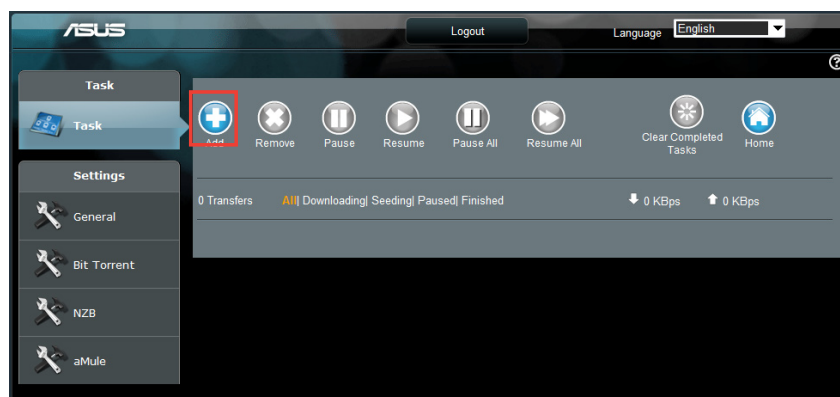 ASUS
Logout
Language English
?
Task
Task
Add Remove Pause Resume Pause All Resume All Clear Completed Tasks Home
Settings
0 Transfers All| Downloading| Seeding| Paused| Finished 0 KBps 0 KBps
General
Bit Torrent
NZB
aMule